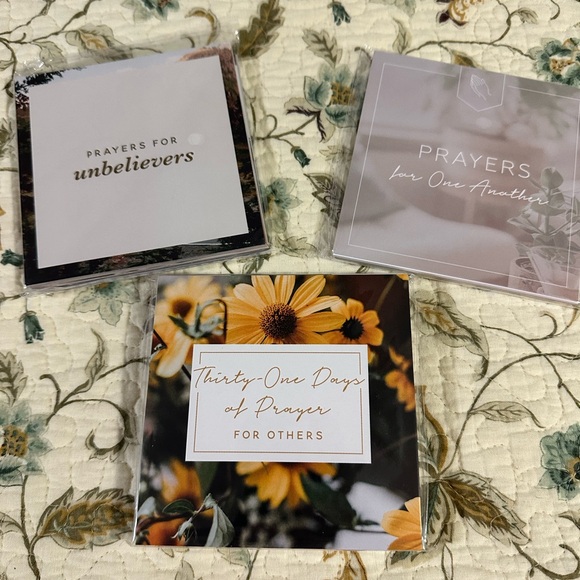 PRAYERS FOR
unbelievers
PRAYERS
for One Another
Thirty-One Days
of Prayer
FOR OTHERS